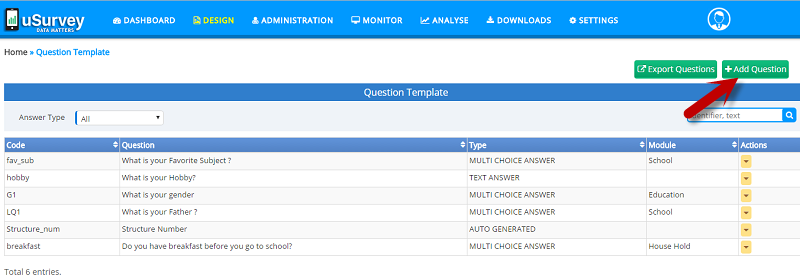 uSurvey
DATA MATTERS
DASHBOARD DESIGN ADMINISTRATION MONITOR ANALYSE DOWNLOADS SETTINGS
Home » Question Template
Export Questions + Add Question
Question Template
Answer Type All identifier, text
Code Question Type Module Actions
fav_sub What is your Favorite Subject ? MULTI CHOICE ANSWER School
hobby What is your Hobby? TEXT ANSWER
G1 What is your gender MULTI CHOICE ANSWER Education
LQ1 What is your Father ? MULTI CHOICE ANSWER School
Structure_num Structure Number AUTO GENERATED
breakfast Do you have breakfast before you go to school? MULTI CHOICE ANSWER House Hold
Total 6 entries.